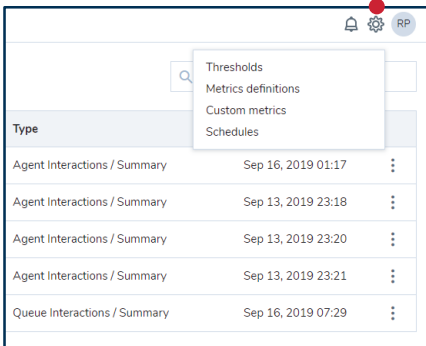 RP
Thresholds
Metrics definitions
Custom metrics
Schedules
Type
Agent Interactions / Summary Sep 16, 2019 01:17
Agent Interactions / Summary Sep 13, 2019 23:18
Agent Interactions / Summary Sep 13, 2019 23:20
Agent Interactions / Summary Sep 13, 2019 23:21
Queue Interactions / Summary Sep 16, 2019 07:29